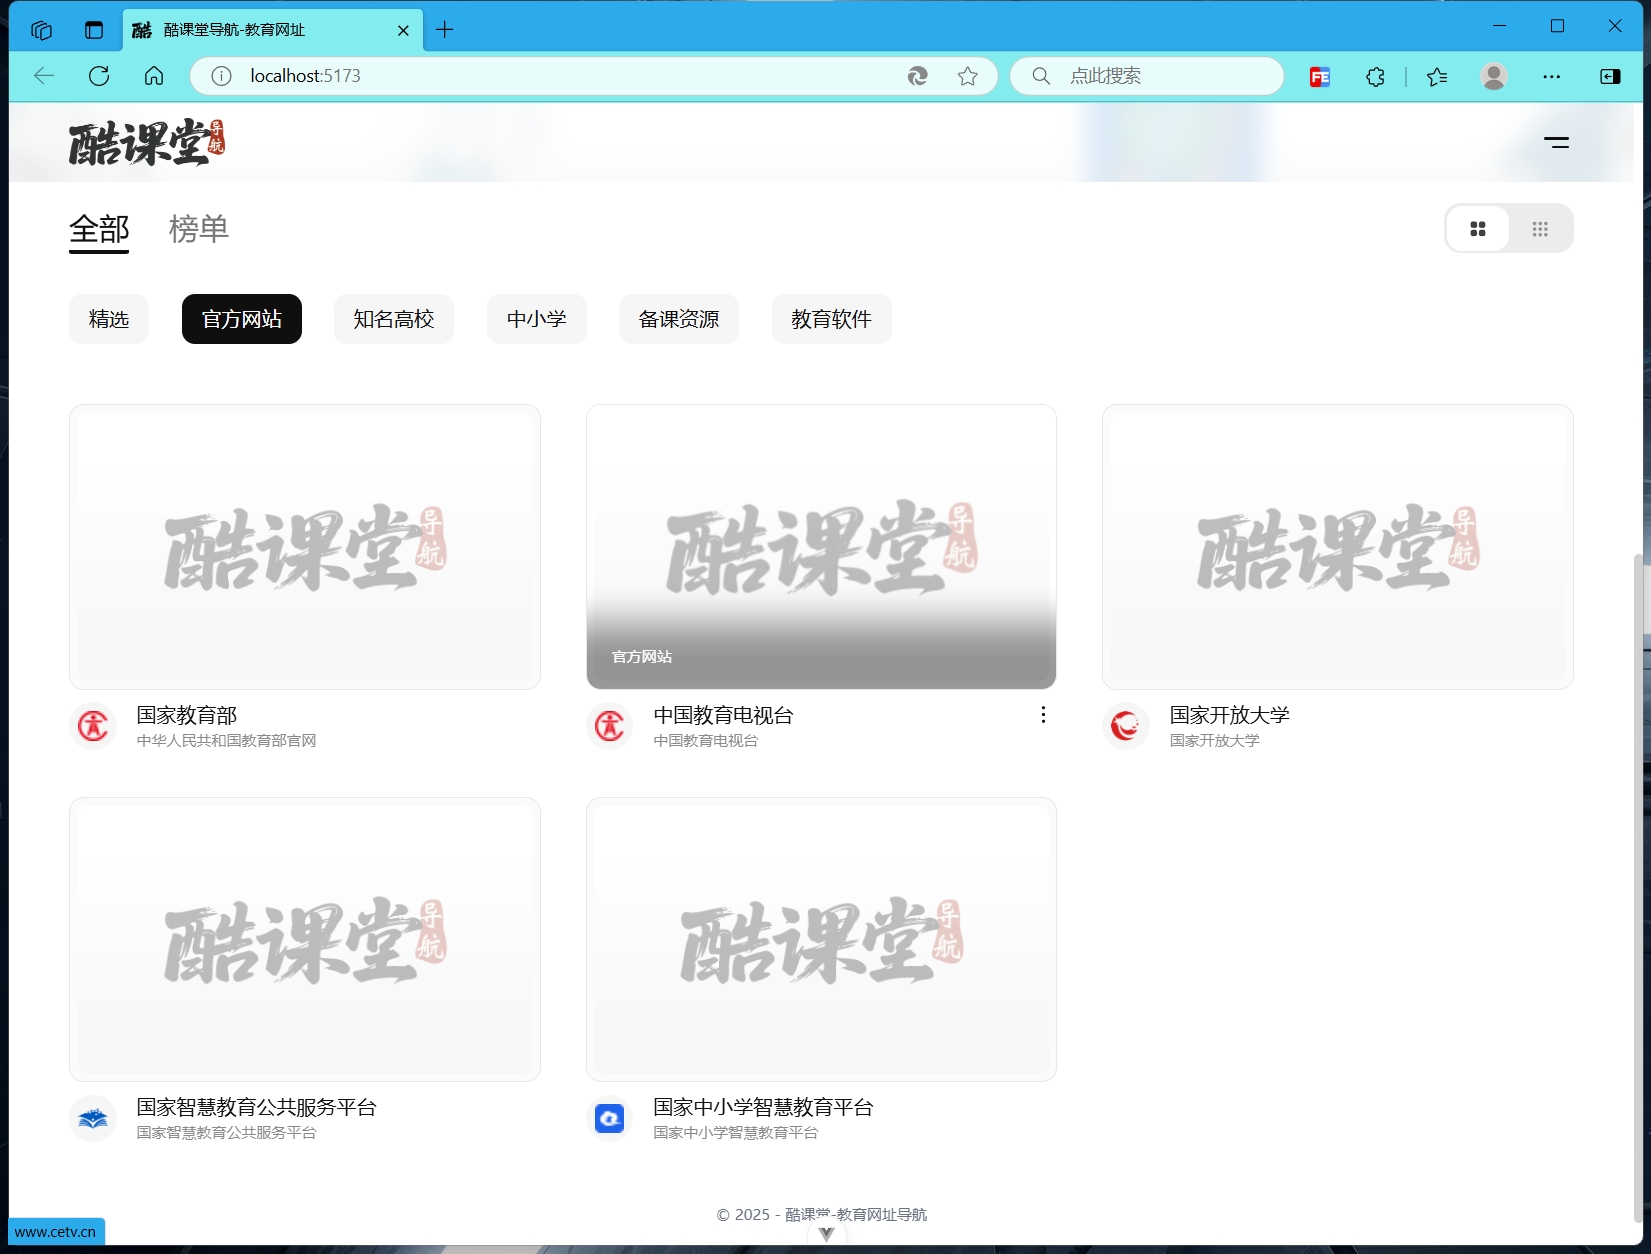 酷课堂导航-教育网址
localhost:5173
点此搜索
FE
酷课堂导航
全部
榜单
精选
官方网站
知名高校
中小学
备课资源
教育软件
酷课堂导航
酷课堂导航
酷课堂导航
官方网站
国家教育部
中华人民共和国教育部官网
中国教育电视台
中国教育电视台
国家开放大学
国家开放大学
酷课堂导航
酷课堂导航
国家智慧教育公共服务平台
国家智慧教育公共服务平台
国家中小学智慧教育平台
国家中小学智慧教育平台
© 2025 - 酷课堂-教育网址导航
www.cetv.cn